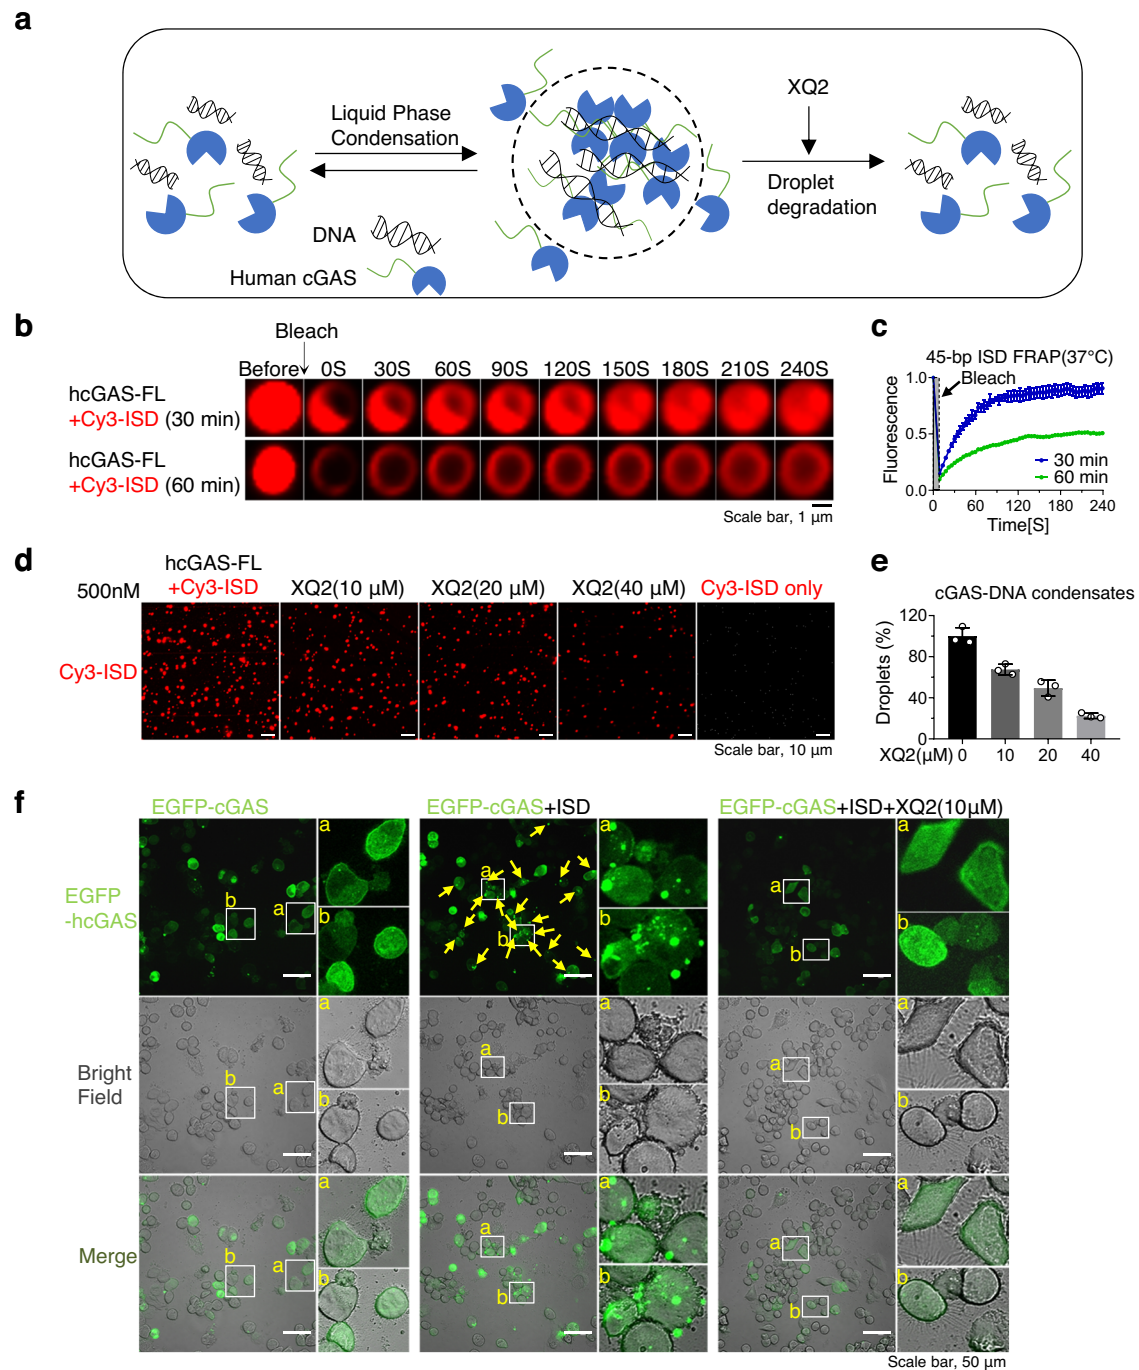 a
Liquid Phase
Condensation
XQ2
Droplet
degradation
DNA
Human cGAS
b
Bleach
Before 0S 30S 60S 90S 120S 150S 180S 210S 240S
hcGAS-FL
+Cy3-ISD (30 min)
hcGAS-FL
+Cy3-ISD (60 min)
Scale bar, 1 μm
c
45-bp ISD FRAP(37°C)
Bleach
Fluorescence
1.0
0.5
0.0
30 min
60 min
0 60 120 180 240
Time[S]
d
500nM
hcGAS-FL
+Cy3-ISD
XQ2(10 μM)
XQ2(20 μM)
XQ2(40 μM)
Cy3-ISD only
Cy3-ISD
Scale bar, 10 μm
e
cGAS-DNA condensates
Droplets (%)
120
80
40
0
XQ2(μM) 0 10 20 40
f
EGFP-cGAS
EGFP-cGAS+ISD
EGFP-cGAS+ISD+XQ2(10μM)
EGFP
-hcGAS
b
a
a
b
a
b
a
b
a
b
a
b
Bright
Field
b
a
a
b
a
b
a
b
a
b
a
b
Merge
b
a
a
b
a
b
a
b
a
b
a
b
Scale bar, 50 μm